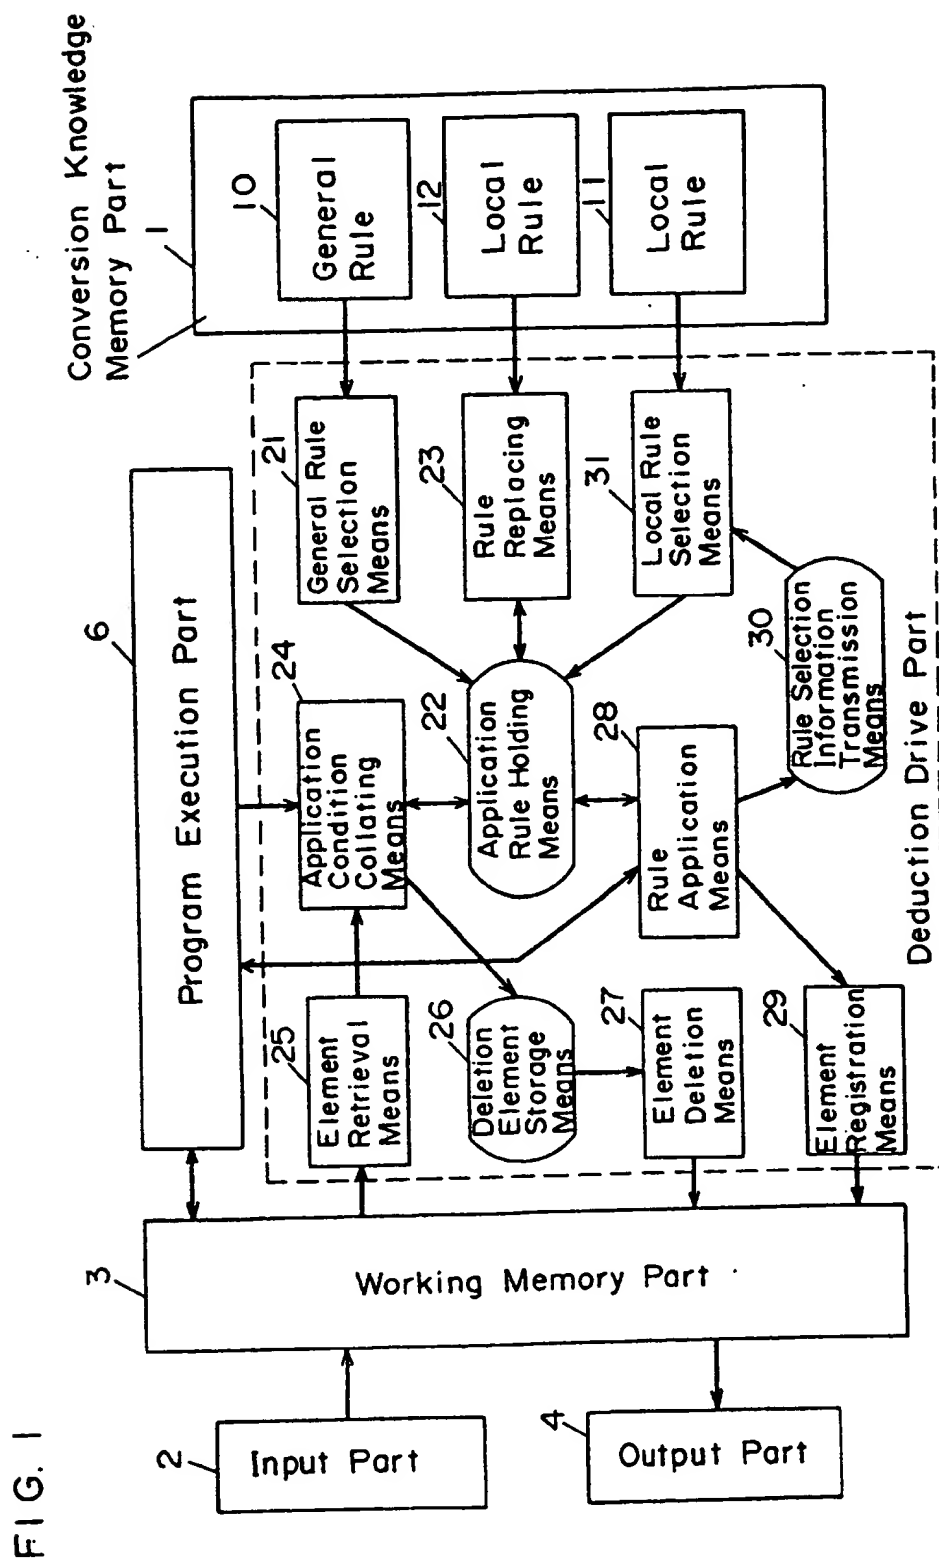 FIG. 1
Conversion Knowledge
Memory Part
1
10
General
Rule
12
Local
Rule
11
Local
Rule
6
Program Execution Part
21
General Rule
Selection
Means
23
Rule
Replacing
Means
31
Local Rule
Selection
Means
24
Application
Condition
Collating
Means
22
Application
Rule Holding
Means
28
Rule
Application
Means
30
Rule Selection
Information
Transmission
Means
25
Element
Retrieval
Means
26
Deletion
Element
Storage
Means
27
Element
Deletion
Means
29
Element
Registration
Means
Deduction Drive Part
3
Working Memory Part
2
Input Part
4
Output Part